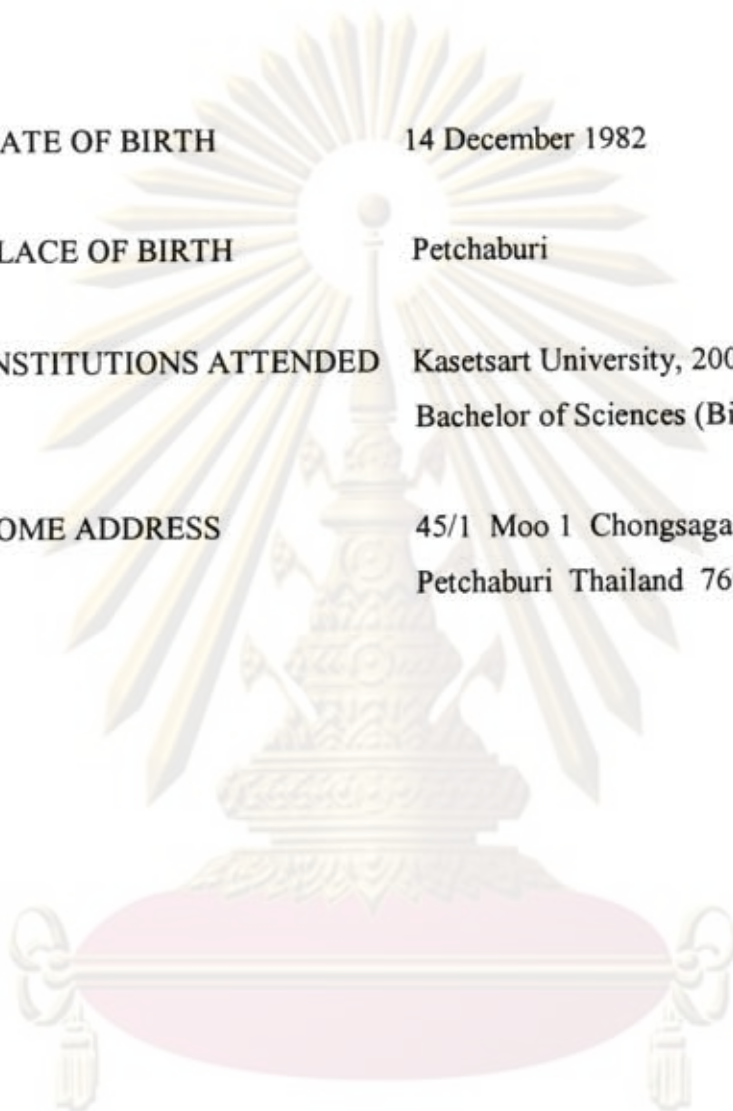 ATE OF BIRTH 14 December 1982
LACE OF BIRTH Petchaburi
NSTITUTIONS ATTENDED Kasetsart University, 200
Bachelor of Sciences (Bi
OME ADDRESS 45/1 Moo 1 Chongsaga
Petchaburi Thailand 76